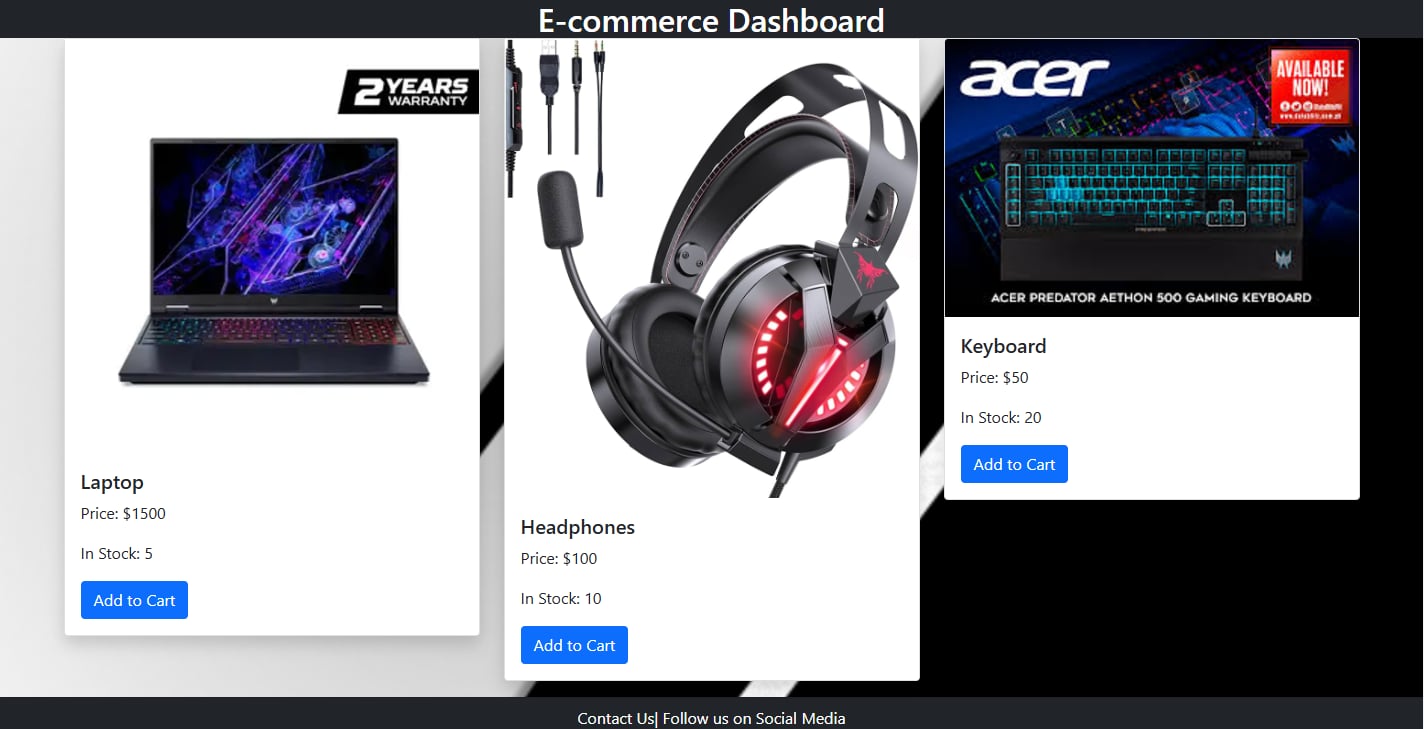 E-commerce Dashboard
2 YEARS
WARRANTY
Laptop
Price: $1500
In Stock: 5
Add to Cart
Headphones
Price: $100
In Stock: 10
Add to Cart
acer
AVAILABLE
NOW!
PREDATOR
ACER PREDATOR AETHON 500 GAMING KEYBOARD
Keyboard
Price: $50
In Stock: 20
Add to Cart
Contact Us| Follow us on Social Media